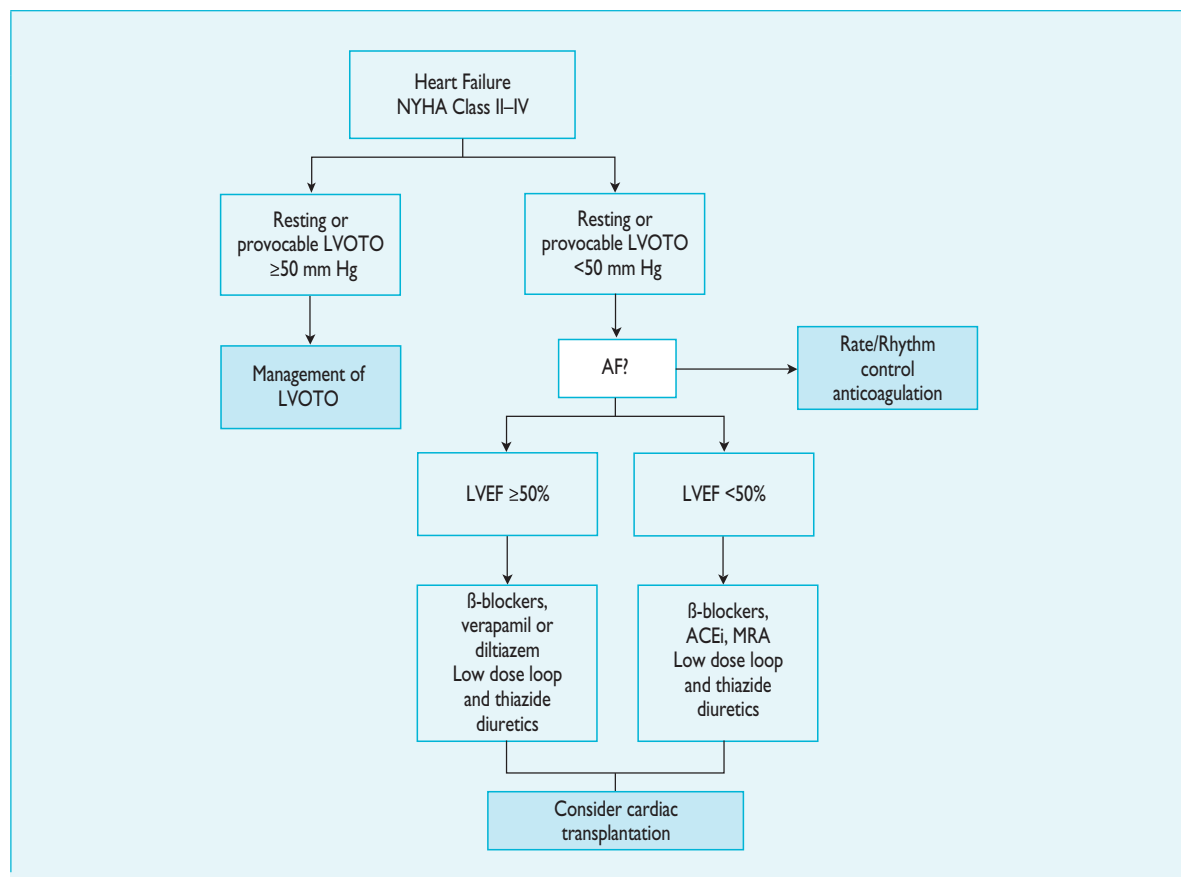 Heart Failure
NYHA Class II–IV
Resting or
provocable LVOTO
≥50 mm Hg
Resting or
provocable LVOTO
<50 mm Hg
Management of
LVOTO
AF?
Rate/Rhythm
control
anticoagulation
LVEF ≥50%
LVEF <50%
ß-blockers,
verapamil or
diltiazem
Low dose loop
and thiazide
diuretics
ß-blockers,
ACEi, MRA
Low dose loop
and thiazide
diuretics
Consider cardiac
transplantation